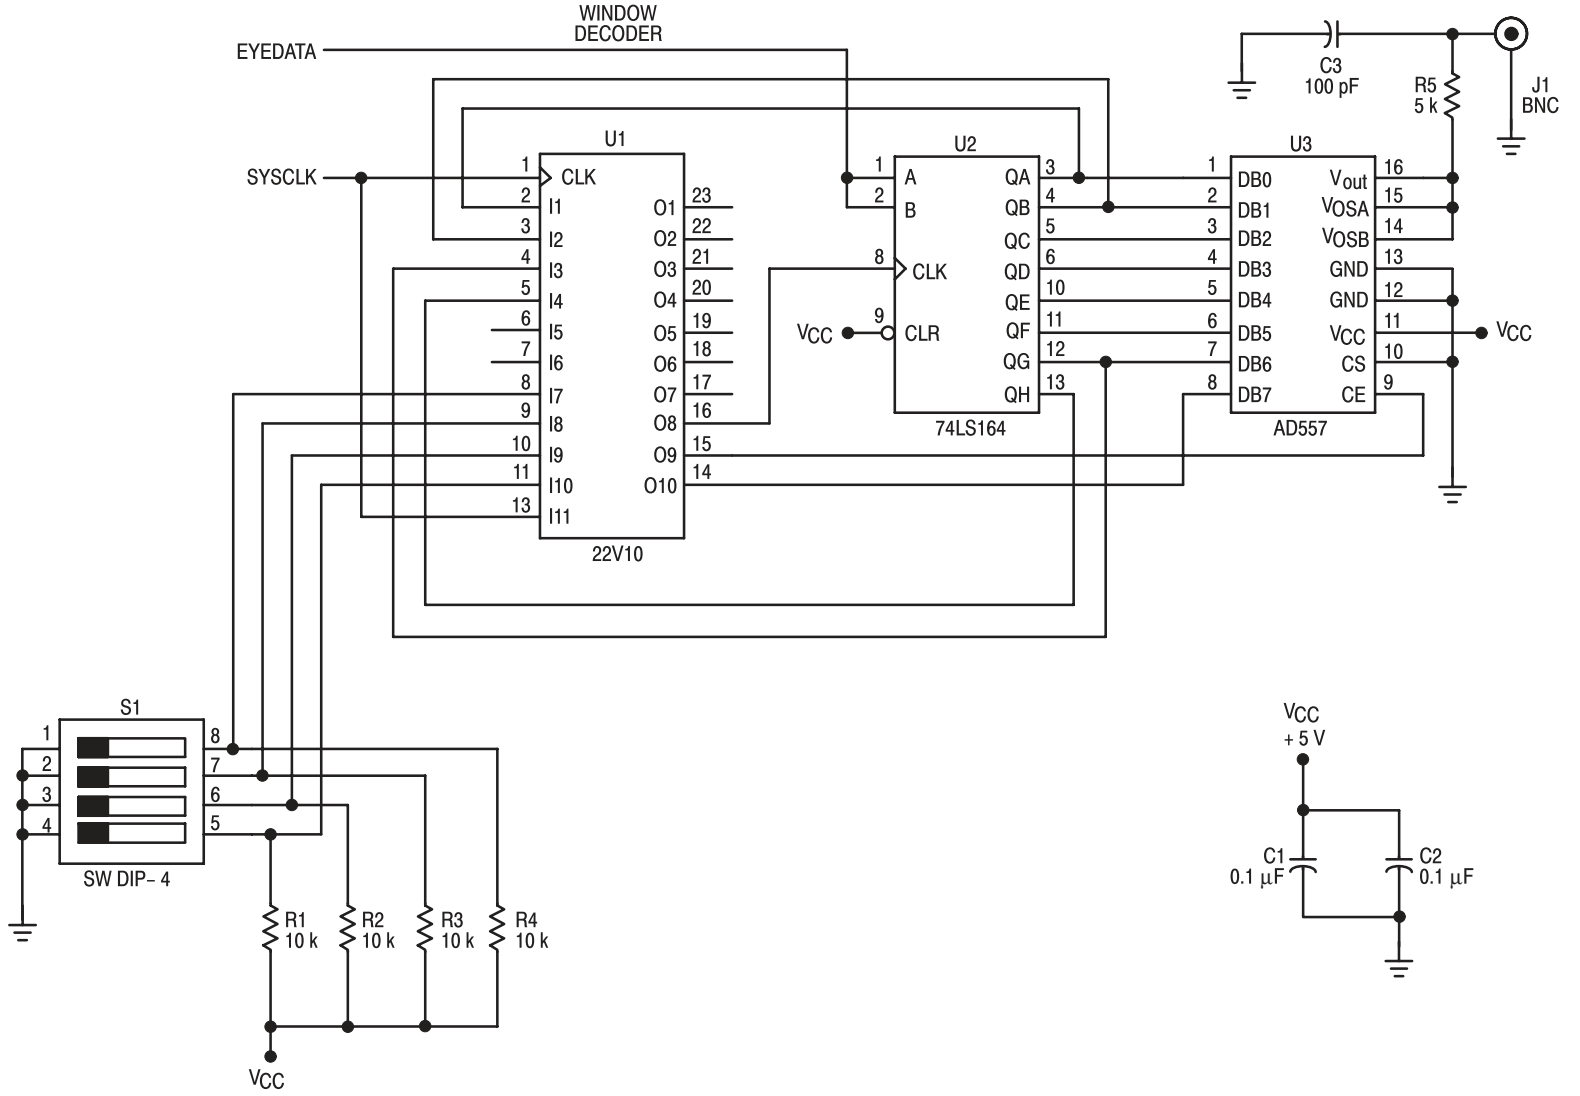 WINDOW
DECODER
EYEDATA
SYSCLK
C3
100 pF
R5
5 k
J1
BNC
U1
1 CLK
2 I1
3 I2
4 I3
5 I4
6 I5
7 I6
8 I7
9 I8
10 I9
11 I10
13 I11
O1 23
O2 22
O3 21
O4 20
O5 19
O6 18
O7 17
O8 16
O9 15
O10 14
22V10
U2
1 A
2 B
8 CLK
VCC 9 CLR
QA 3
QB 4
QC 5
QD 6
QE 10
QF 11
QG 12
QH 13
74LS164
U3
1 DB0
2 DB1
3 DB2
4 DB3
5 DB4
6 DB5
7 DB6
8 DB7
Vout 16
VOSA 15
VOSB 14
GND 13
GND 12
VCC 11 VCC
CS 10
CE 9
AD557
S1
1 8
2 7
3 6
4 5
SW DIP– 4
R1
10 k
R2
10 k
R3
10 k
R4
10 k
VCC
VCC
+ 5 V
C1
0.1 µF
C2
0.1 µF